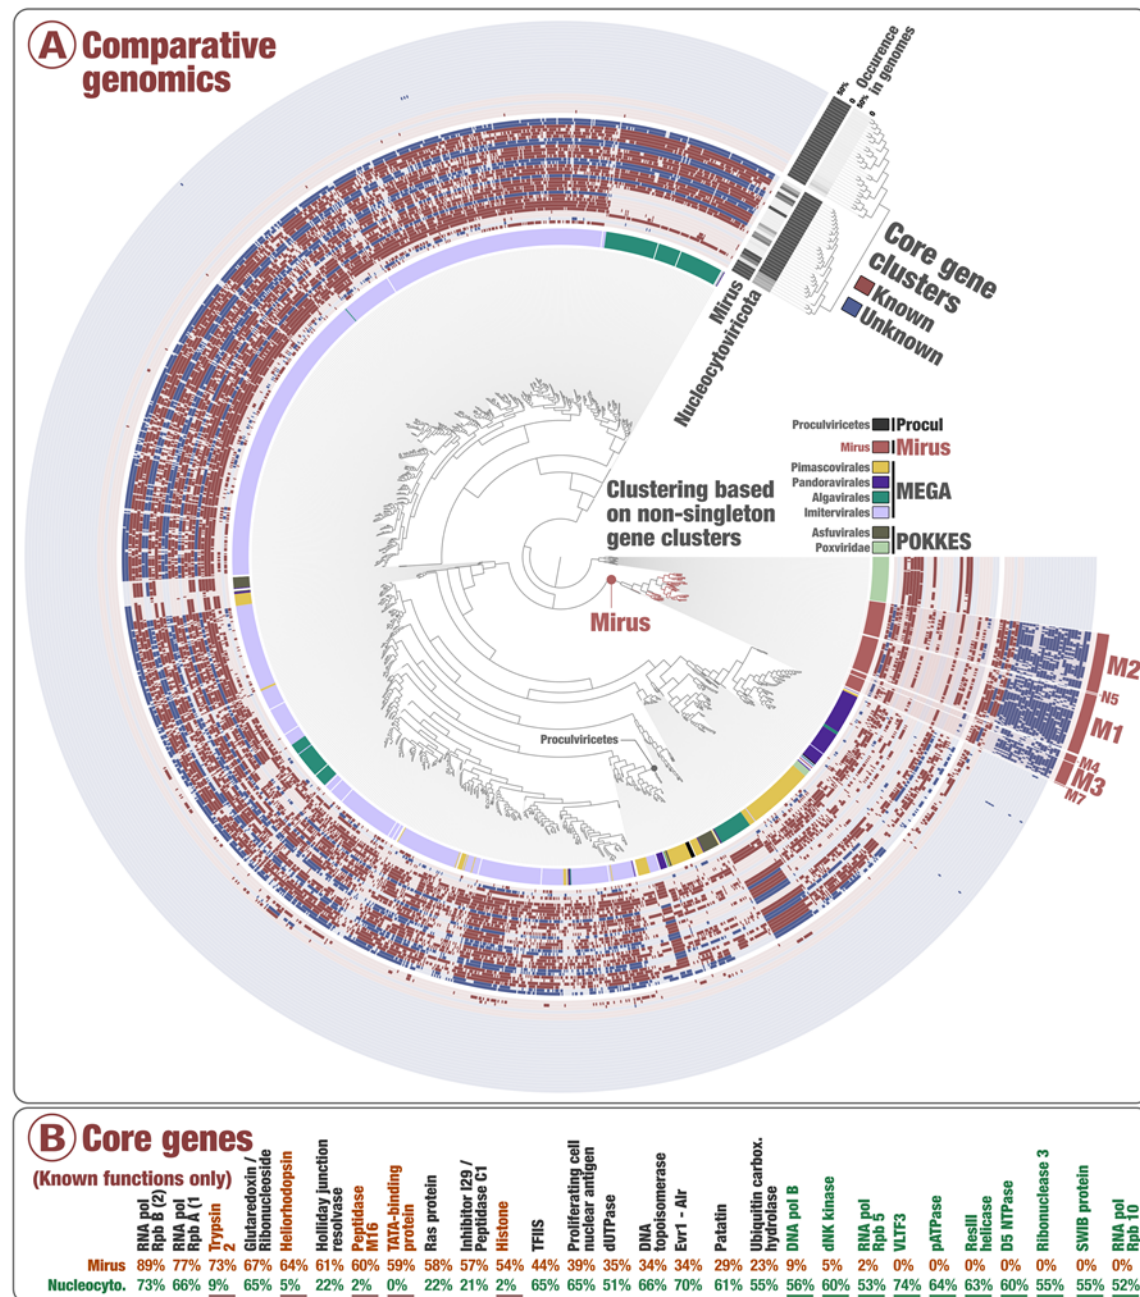 A Comparative
genomics
Occurence
in genomes
50%
0
50%
0
Core gene
clusters
Known
Unknown
Mirus
Nucleocytoviricota
Proculviricetes
Procul
Mirus
Mirus
Pimascovirales
Pandoravirales
Algavirales
Imitervirales
MEGA
Asfuvirales
Poxviridae
POKKES
Clustering based
on non-singleton
gene clusters
Mirus
Proculviricetes
M2
N5
M1
M4
M3
M7
B Core genes
(Known functions only)
RNA pol
Rpb B (2)
RNA pol
Rpb A (1
Trypsin
2
Glutaredoxin /
Ribonucleoside
Heliorhodopsin
Holliday junction
resolvase
Peptidase
M16
TATA-binding
protein
Ras protein
Inhibitor I29 /
Peptidase C1
Histone
TFIIS
Proliferating cell
nuclear antigen
dUTPase
DNA
topoisomerase
Evr1 - Alr
Patatin
Ubiquitin carbox.
hydrolase
DNA pol B
dNK kinase
RNA pol
Rpb 5
VLTF3
pATPase
ResIII
helicase
D5 NTPase
Ribonuclease 3
SWIB protein
RNA pol
Rpb 10
Mirus 89% 77% 73% 67% 64% 61% 60% 59% 58% 57% 54% 44% 39% 35% 34% 34% 29% 23% 9% 5% 2% 0% 0% 0% 0% 0% 0% 0%
Nucleocyto. 73% 66% 9% 65% 5% 22% 2% 0% 22% 21% 2% 65% 65% 51% 66% 70% 61% 55% 56% 60% 53% 74% 64% 63% 60% 55% 55% 52%